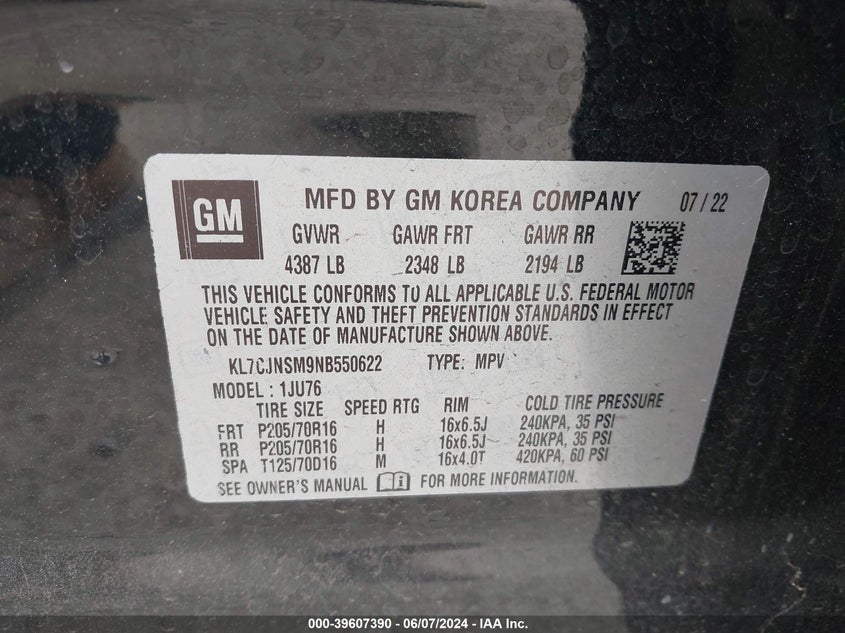 GM
MFD BY GM KOREA COMPANY 07 / 22
GVWR GAWR FRT GAWR RR
4387 LB 2348 LB 2194 LB
THIS VEHICLE CONFORMS TO ALL APPLICABLE U.S. FEDERAL MOTOR
VEHICLE SAFETY AND THEFT PREVENTION STANDARDS IN EFFECT
ON THE DATE OF MANUFACTURE SHOWN ABOVE.
KL7CJNSM9NB550622 TYPE: MPV
MODEL : 1JU76
TIRE SIZE SPEED RTG RIM COLD TIRE PRESSURE
FRT P205/70R16 H 16x6.5J 240KPA, 35 PSI
RR P205/70R16 H 16x6.5J 240KPA, 35 PSI
SPA T125/70D16 M 16x4.0T 420KPA, 60 PSI
SEE OWNER'S MANUAL i FOR MORE INFORMATION.
000-39607390 - 06/07/2024 - IAA Inc.